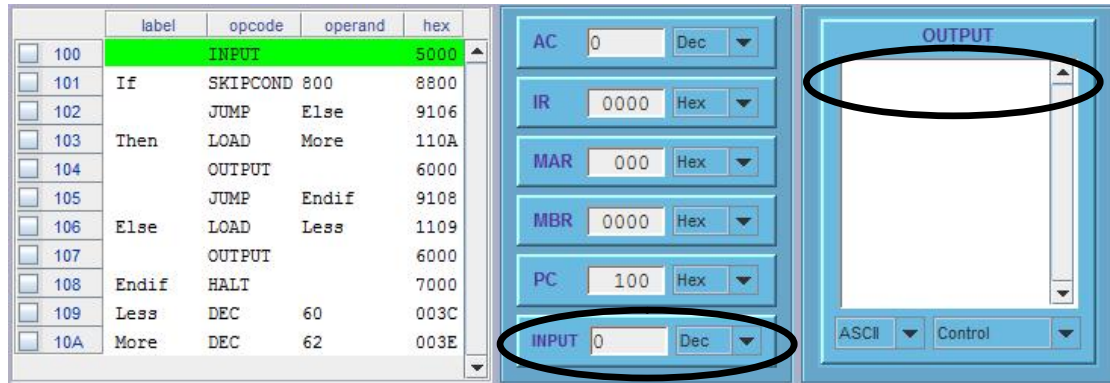 label opcode operand hex
100 INPUT 5000
101 If SKIPCOND 800 8800
102 JUMP Else 9106
103 Then LOAD More 110A
104 OUTPUT 6000
105 JUMP Endif 9108
106 Else LOAD Less 1109
107 OUTPUT 6000
108 Endif HALT 7000
109 Less DEC 60 003C
10A More DEC 62 003E
AC 0 Dec
IR 0000 Hex
MAR 000 Hex
MBR 0000 Hex
PC 100 Hex
INPUT 0 Dec
OUTPUT
ASCII Control